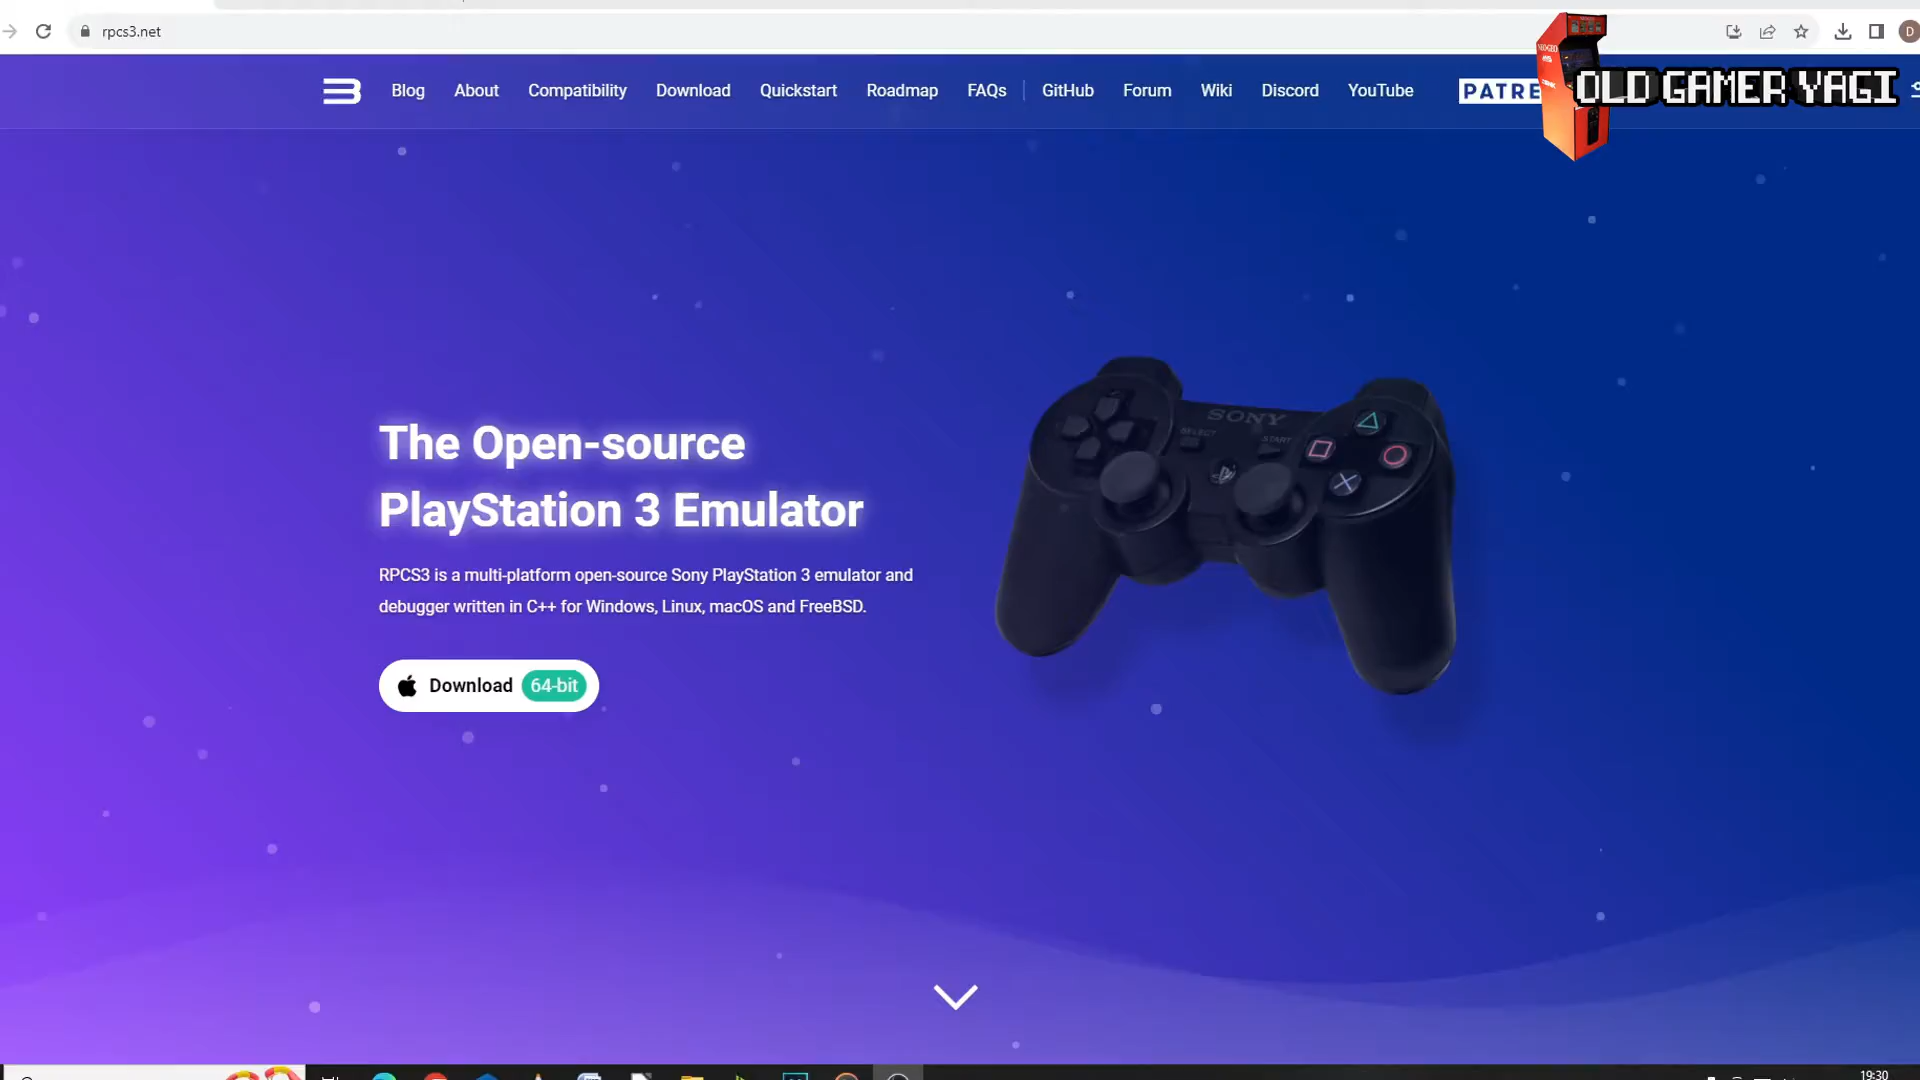 rpcs3.net
D
Blog About Compatibility Download Quickstart Roadmap FAQs GitHub Forum Wiki Discord YouTube
PATRE
OLD GAMER YAGI
The Open-source
PlayStation 3 Emulator
RPCS3 is a multi-platform open-source Sony PlayStation 3 emulator and
debugger written in C++ for Windows, Linux, macOS and FreeBSD.
Download 64-bit
SONY
SELECT
START
19:30